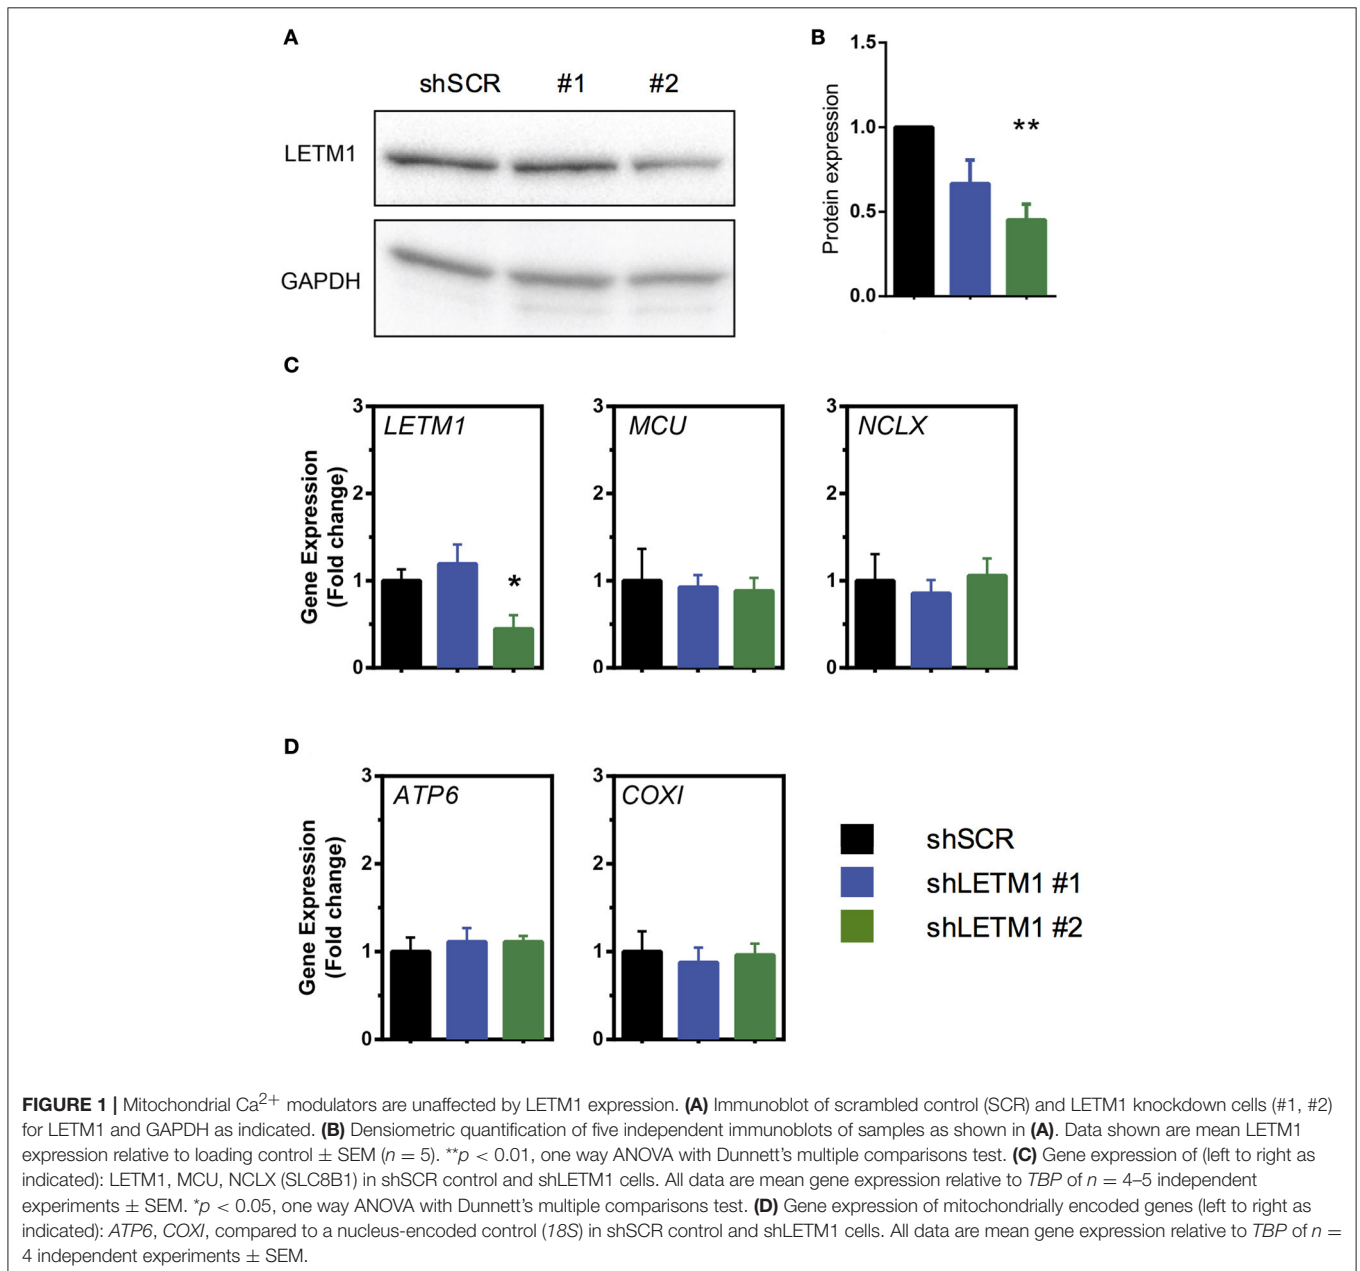 A
shSCR #1 #2
LETM1
GAPDH
B
Protein expression
1.5
1.0
0.5
0.0
**
C
Gene Expression
(Fold change)
3
2
1
0
LETM1
*
3
2
1
0
MCU
3
2
1
0
NCLX
D
Gene Expression
(Fold change)
3
2
1
0
ATP6
3
2
1
0
COXI
shSCR
shLETM1 #1
shLETM1 #2
FIGURE 1 | Mitochondrial Ca2+ modulators are unaffected by LETM1 expression. (A) Immunoblot of scrambled control (SCR) and LETM1 knockdown cells (#1, #2)
for LETM1 and GAPDH as indicated. (B) Densiometric quantification of five independent immunoblots of samples as shown in (A). Data shown are mean LETM1
expression relative to loading control ± SEM (n = 5). **p < 0.01, one way ANOVA with Dunnett's multiple comparisons test. (C) Gene expression of (left to right as
indicated): LETM1, MCU, NCLX (SLC8B1) in shSCR control and shLETM1 cells. All data are mean gene expression relative to TBP of n = 4–5 independent
experiments ± SEM. *p < 0.05, one way ANOVA with Dunnett's multiple comparisons test. (D) Gene expression of mitochondrially encoded genes (left to right as
indicated): ATP6, COXI, compared to a nucleus-encoded control (18S) in shSCR control and shLETM1 cells. All data are mean gene expression relative to TBP of n =
4 independent experiments ± SEM.